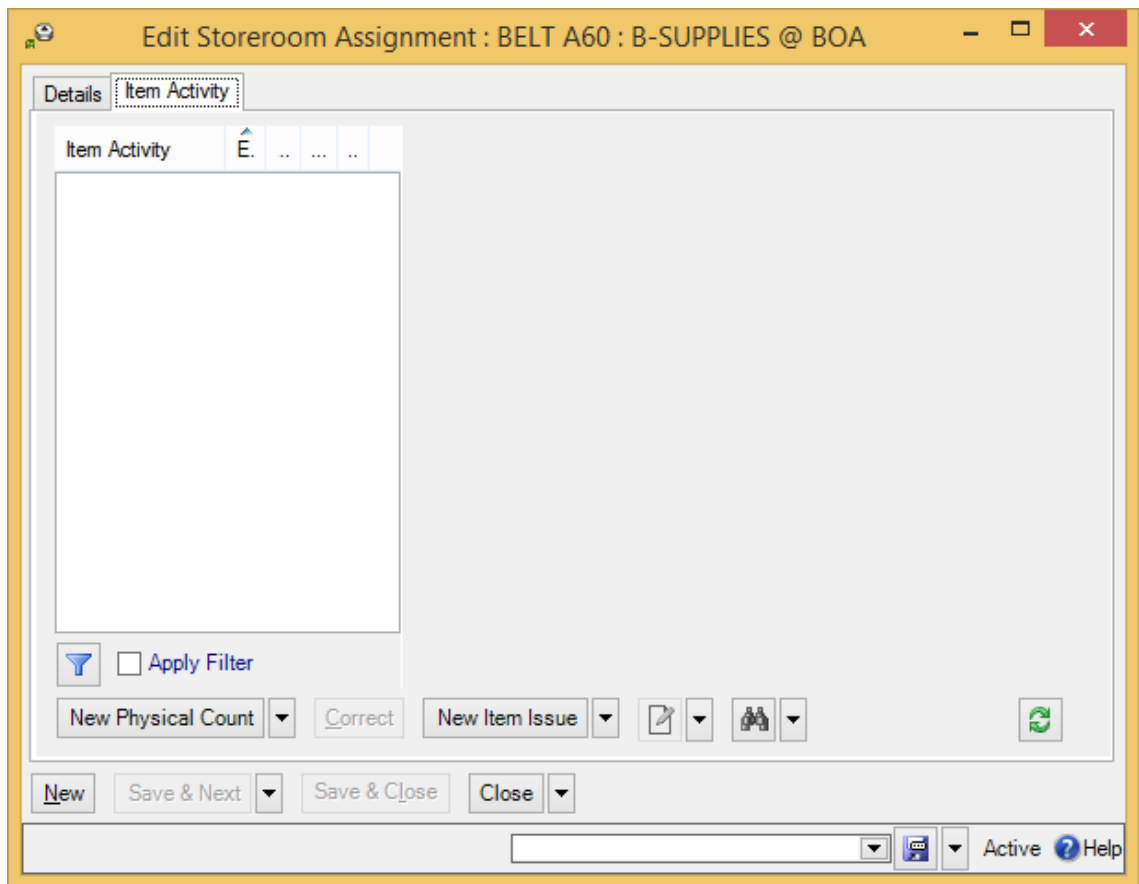 Edit Storeroom Assignment : BELT A60 : B-SUPPLIES @ BOA
Details Item Activity
Item Activity E. .. ... ..
Apply Filter
New Physical Count Correct New Item Issue
New Save & Next Save & Close Close
Active Help